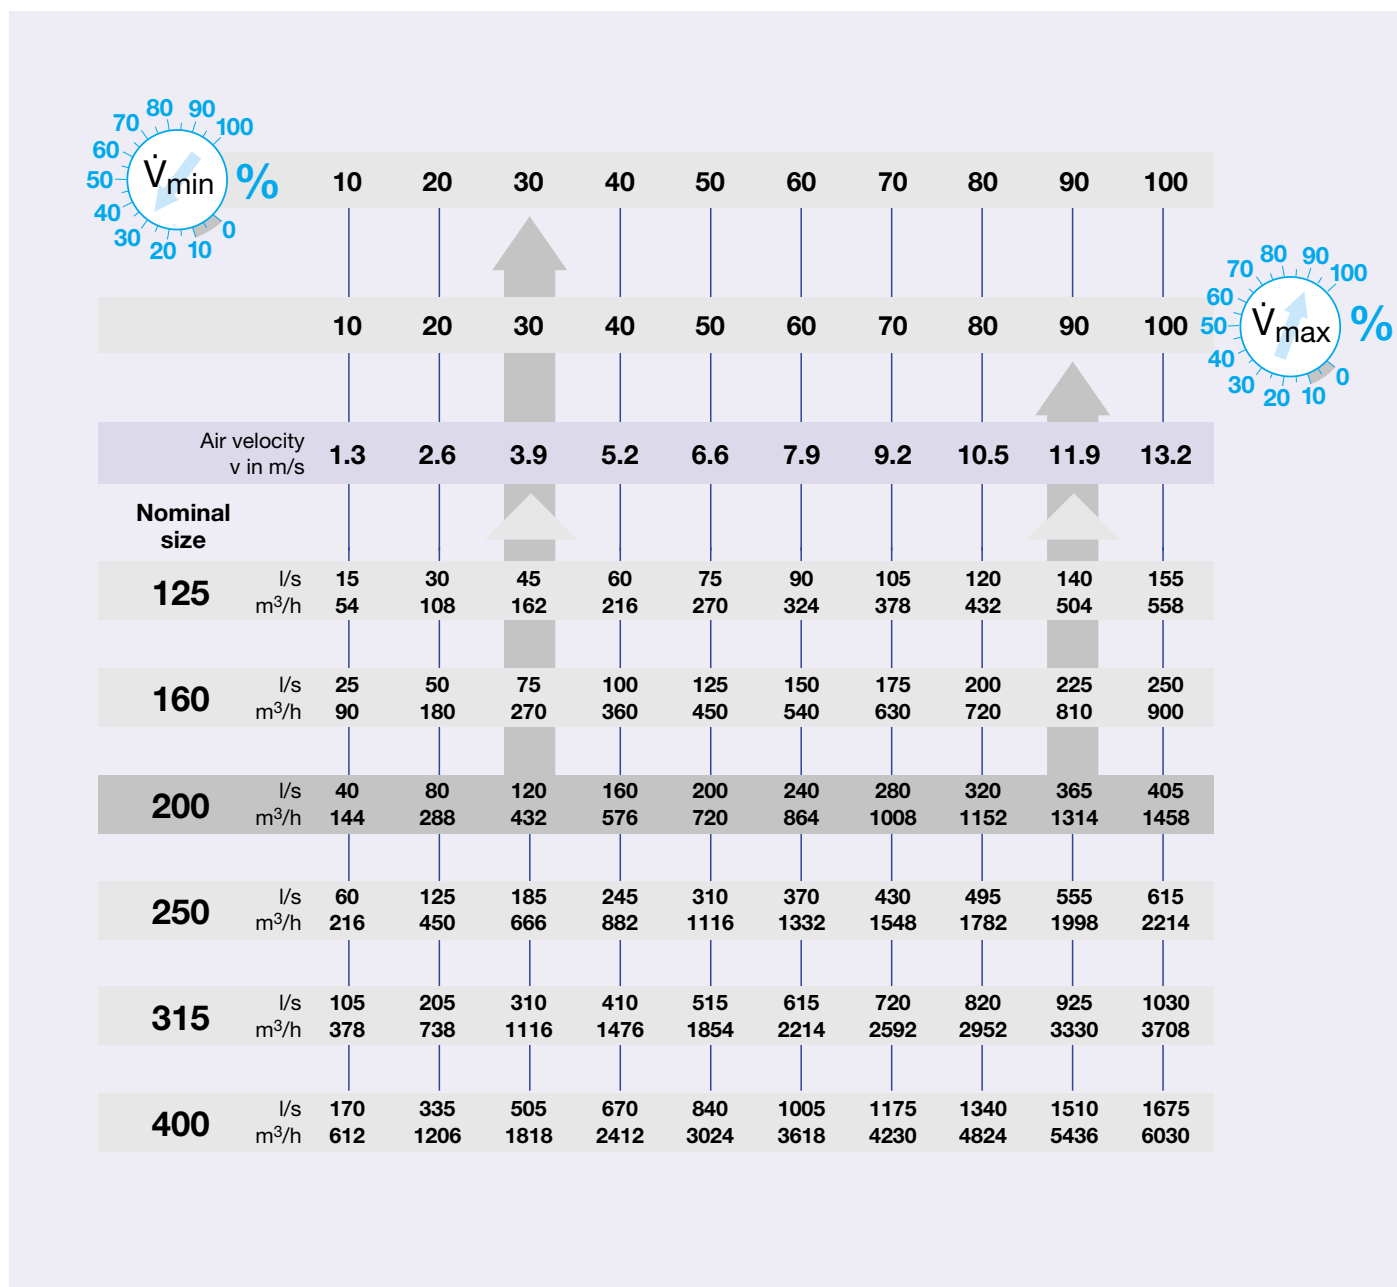 80 90
70 100
60
50 V̇min %
40
30 0
20 10
10 20 30 40 50 60 70 80 90 100
80 90
70 100
60
10 20 30 40 50 60 70 80 90 100 50 V̇max %
40
30 0
20 10
Air velocity
v in m/s 1.3 2.6 3.9 5.2 6.6 7.9 9.2 10.5 11.9 13.2
Nominal
size
125 l/s 15 30 45 60 75 90 105 120 140 155
m³/h 54 108 162 216 270 324 378 432 504 558
160 l/s 25 50 75 100 125 150 175 200 225 250
m³/h 90 180 270 360 450 540 630 720 810 900
200 l/s 40 80 120 160 200 240 280 320 365 405
m³/h 144 288 432 576 720 864 1008 1152 1314 1458
250 l/s 60 125 185 245 310 370 430 495 555 615
m³/h 216 450 666 882 1116 1332 1548 1782 1998 2214
315 l/s 105 205 310 410 515 615 720 820 925 1030
m³/h 378 738 1116 1476 1854 2214 2592 2952 3330 3708
400 l/s 170 335 505 670 840 1005 1175 1340 1510 1675
m³/h 612 1206 1818 2412 3024 3618 4230 4824 5436 6030